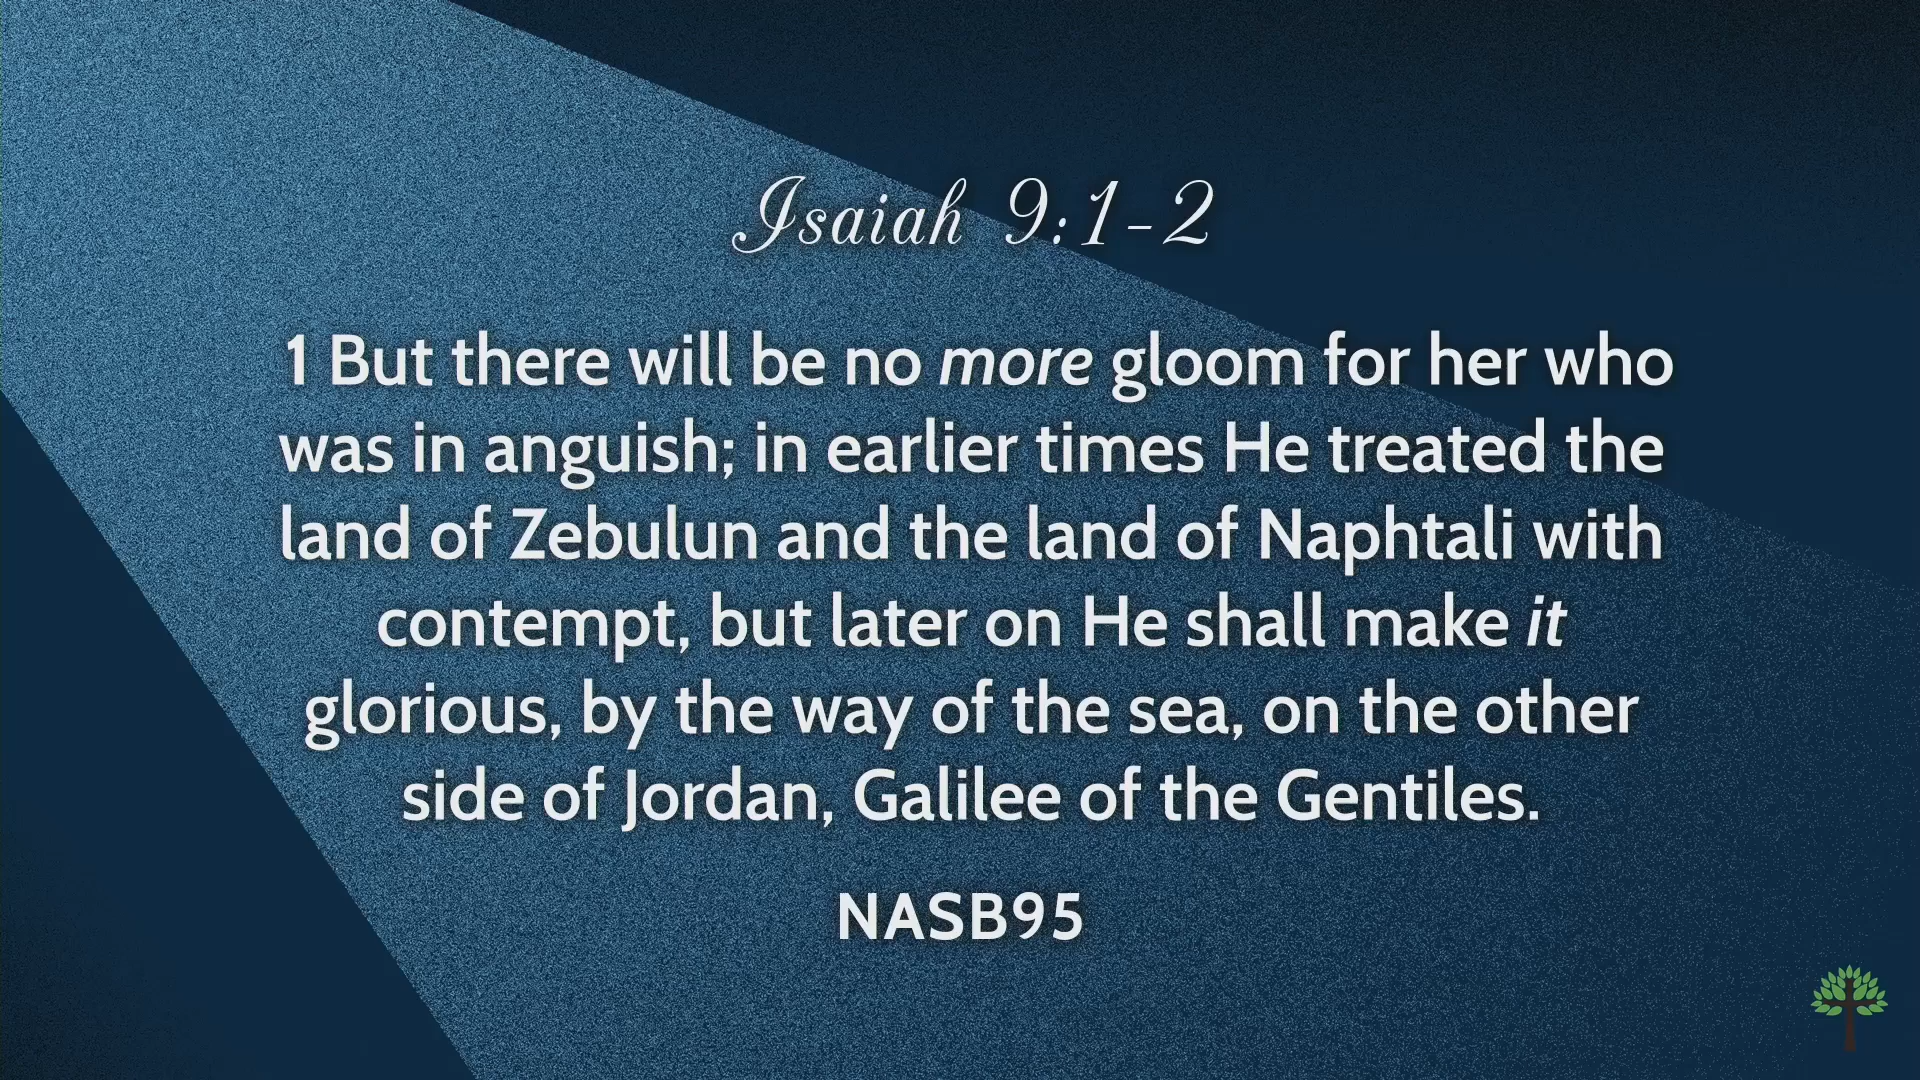 Isaiah 9:1-2
1 But there will be no more gloom for her who
was in anguish; in earlier times He treated the
land of Zebulun and the land of Naphtali with
contempt, but later on He shall make it
glorious, by the way of the sea, on the other
side of Jordan, Galilee of the Gentiles.
NASB95